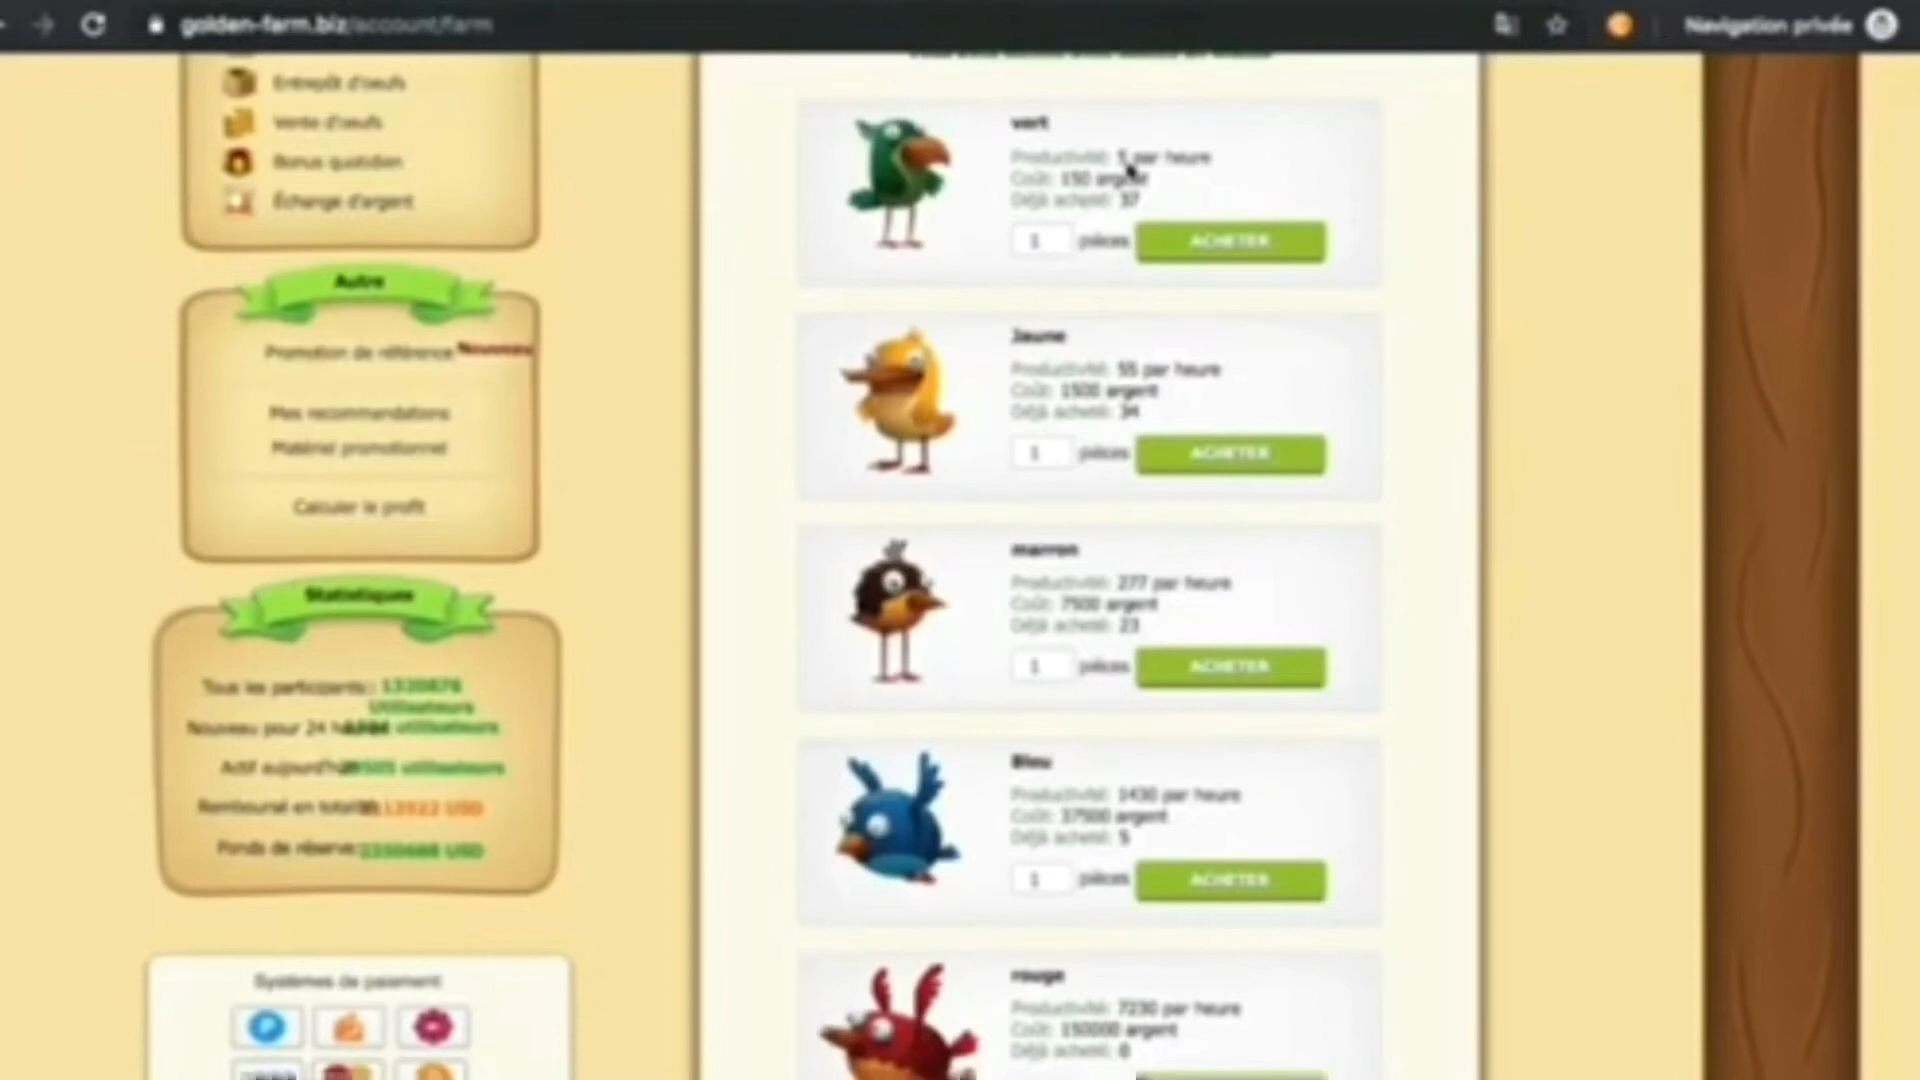 golden-farm.biz/account/farm
Navigation privée
Entrepôt d'oeufs
Vente d'oeufs
Bonus quotidien
Échange d'argent
Autre
Promotion de référence Nouveau
Mes recommandations
Matériel promotionnel
Calculer le profit
Statistiques
Tous les participants: 1330876
Utilisateurs
Nouveau pour 24 utilisateurs
Actif aujourd'hui utilisateurs
Remboursé en total USD
Fonds de réserve: USD
Systèmes de paiement
vert
Productivité: 5 par heure
Coût: 150 argent
Déjà acheté: 37
1 pièces ACHETER
Jaune
Productivité: 55 par heure
Coût: 1500 argent
Déjà acheté: 34
1 pièces ACHETER
marron
Productivité: 277 par heure
Coût: 7500 argent
Déjà acheté: 23
1 pièces ACHETER
Bleu
Productivité: 1430 par heure
Coût: 37500 argent
Déjà acheté: 5
1 pièces ACHETER
rouge
Productivité: 7230 par heure
Coût: 150000 argent
Déjà acheté: 0